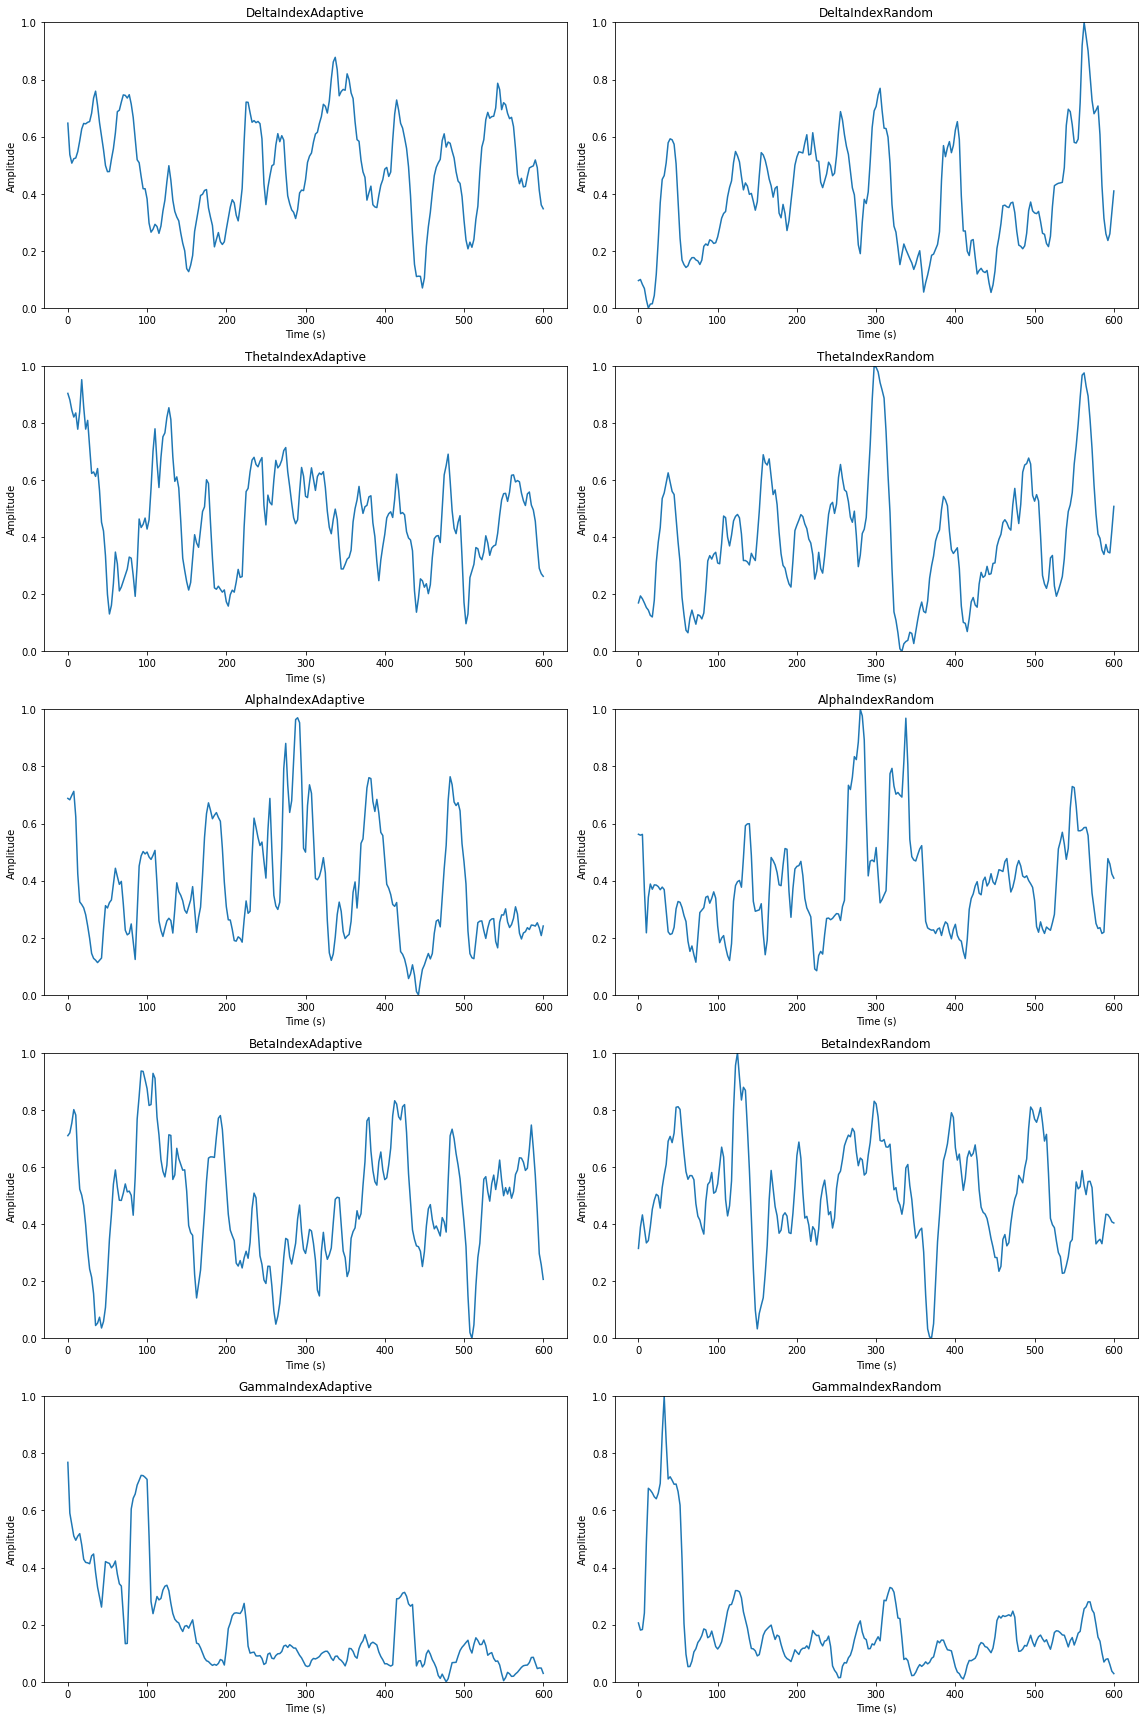 DeltaIndexAdaptive
1.0
0.8
0.6
0.4
0.2
0.0
Amplitude
0 100 200 300 400 500 600
Time (s)
DeltaIndexRandom
1.0
0.8
0.6
0.4
0.2
0.0
Amplitude
0 100 200 300 400 500 600
Time (s)
ThetaIndexAdaptive
1.0
0.8
0.6
0.4
0.2
0.0
Amplitude
0 100 200 300 400 500 600
Time (s)
ThetaIndexRandom
1.0
0.8
0.6
0.4
0.2
0.0
Amplitude
0 100 200 300 400 500 600
Time (s)
AlphaIndexAdaptive
1.0
0.8
0.6
0.4
0.2
0.0
Amplitude
0 100 200 300 400 500 600
Time (s)
AlphaIndexRandom
1.0
0.8
0.6
0.4
0.2
0.0
Amplitude
0 100 200 300 400 500 600
Time (s)
BetaIndexAdaptive
1.0
0.8
0.6
0.4
0.2
0.0
Amplitude
0 100 200 300 400 500 600
Time (s)
BetaIndexRandom
1.0
0.8
0.6
0.4
0.2
0.0
Amplitude
0 100 200 300 400 500 600
Time (s)
GammaIndexAdaptive
1.0
0.8
0.6
0.4
0.2
0.0
Amplitude
0 100 200 300 400 500 600
Time (s)
GammaIndexRandom
1.0
0.8
0.6
0.4
0.2
0.0
Amplitude
0 100 200 300 400 500 600
Time (s)